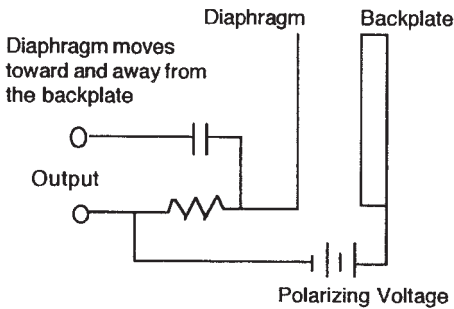 Diaphragm
Backplate
Diaphragm moves
toward and away from
the backplate
Output
Polarizing Voltage